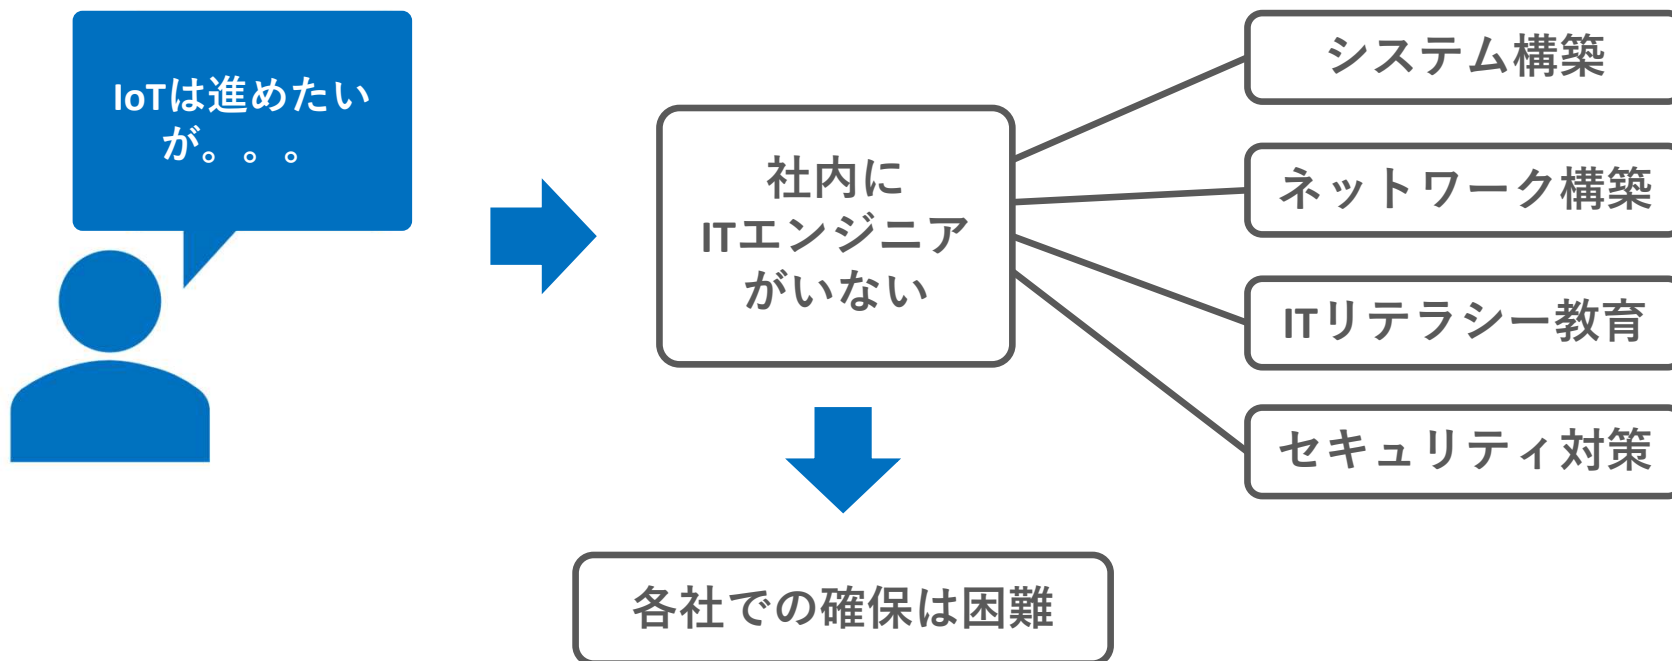 IoTは進めたい
が。。。
社内に
ITエンジニア
がいない
システム構築
ネットワーク構築
ITリテラシー教育
セキュリティ対策
各社での確保は困難